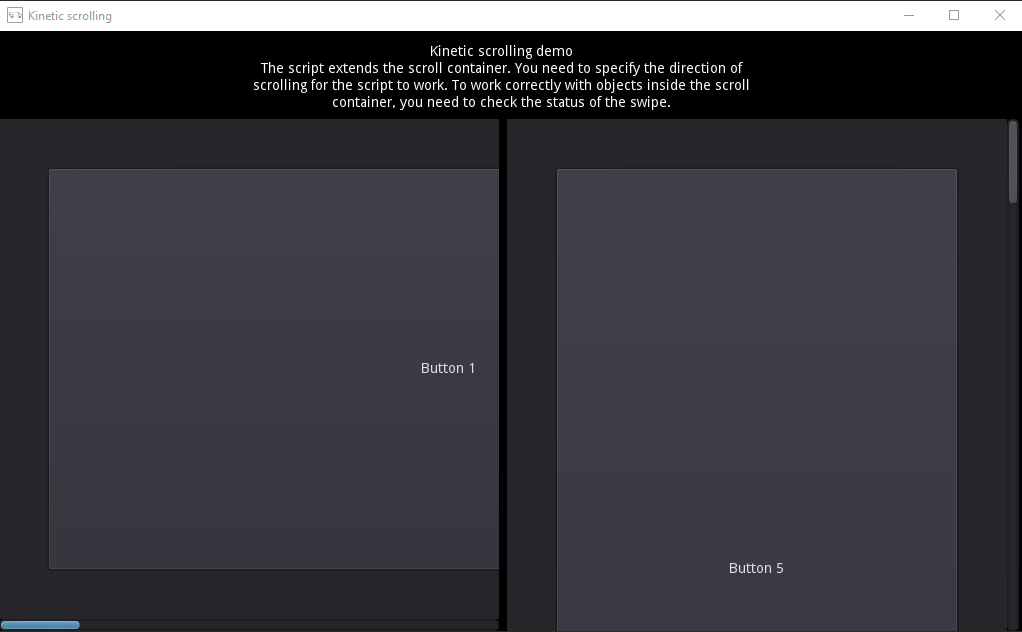 Kinetic scrolling
Kinetic scrolling demo
The script extends the scroll container. You need to specify the direction of
scrolling for the script to work. To work correctly with objects inside the scroll
container, you need to check the status of the swipe.
Button 1
Button 5